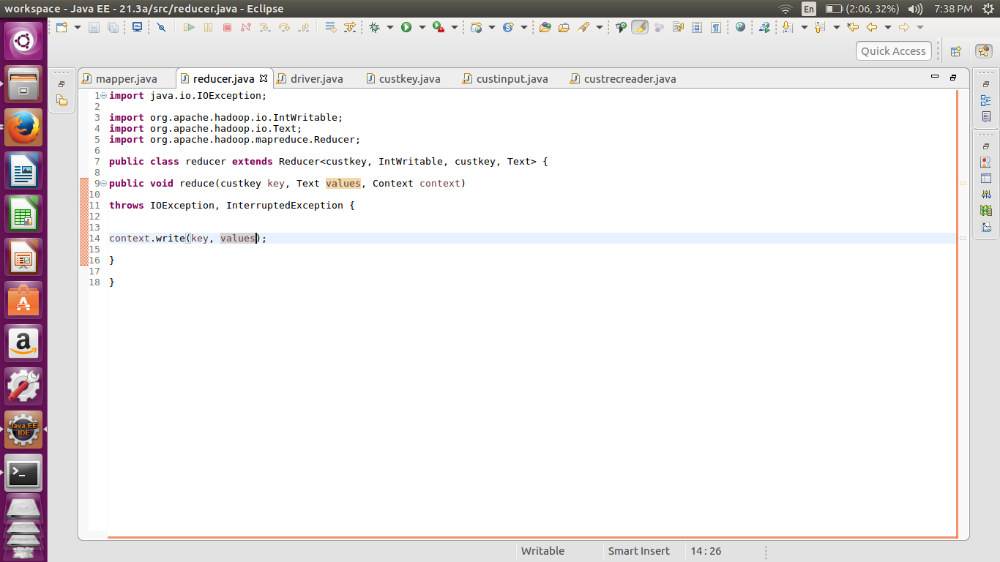 workspace - Java EE - 21.3a/src/reducer.java - Eclipse
En
(2:06, 32%)
7:38 PM
Quick Access
mapper.java
reducer.java
driver.java
custkey.java
custinput.java
custrecreader.java
1 import java.io.IOException;
2
3 import org.apache.hadoop.io.IntWritable;
4 import org.apache.hadoop.io.Text;
5 import org.apache.hadoop.mapreduce.Reducer;
6
7 public class reducer extends Reducer<custkey, IntWritable, custkey, Text> {
8
9 public void reduce(custkey key, Text values, Context context)
10
11 throws IOException, InterruptedException {
12
13
14 context.write(key, values);
15
16 }
17
18 }
Java EE
IDE
Writable
Smart Insert
14 : 26